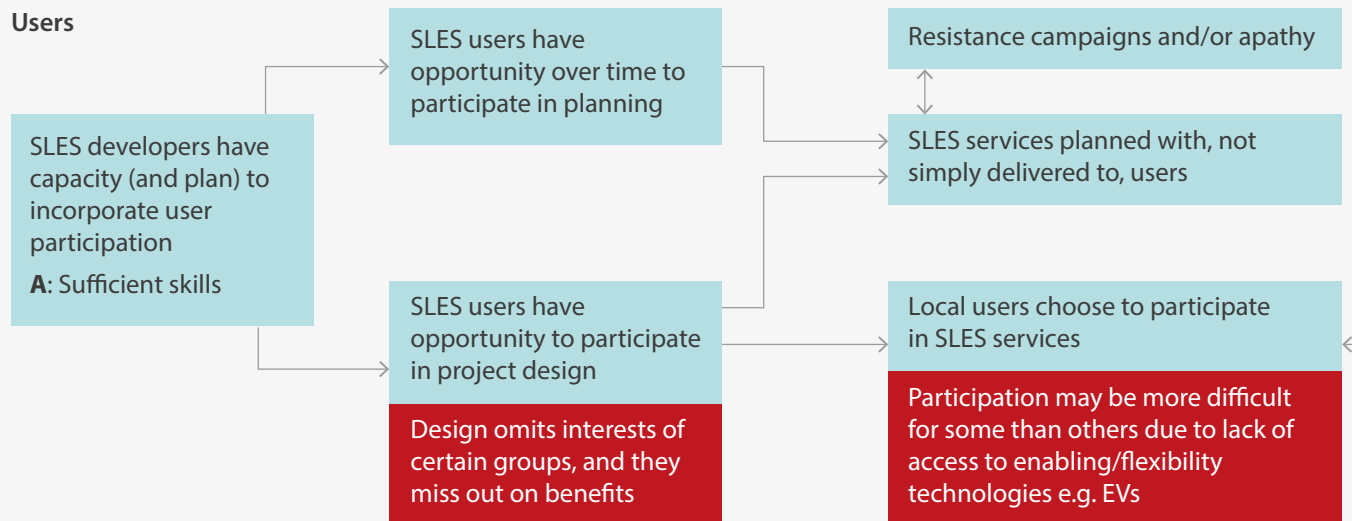 Users
SLES developers have
capacity (and plan) to
incorporate user
participation
A: Sufficient skills
SLES users have
opportunity over time to
participate in planning
SLES users have
opportunity to participate
in project design
Design omits interests of
certain groups, and they
miss out on benefits
Resistance campaigns and/or apathy
SLES services planned with, not
simply delivered to, users
Local users choose to participate
in SLES services
Participation may be more difficult
for some than others due to lack of
access to enabling/flexibility
technologies e.g. EVs